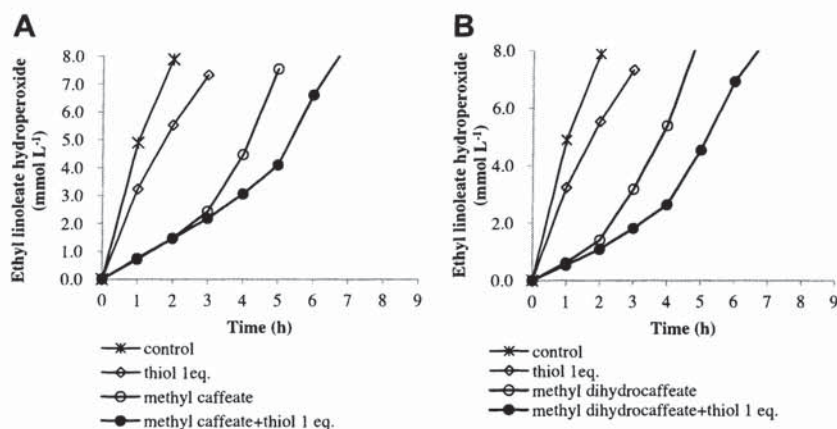 A
Ethyl linoleate hydroperoxide
(mmol L⁻¹)
8.0
7.0
6.0
5.0
4.0
3.0
2.0
1.0
0.0
0 1 2 3 4 5 6 7 8 9
Time (h)
control
thiol 1eq.
methyl caffeate
methyl caffeate+thiol 1 eq.
B
Ethyl linoleate hydroperoxide
(mmol L⁻¹)
8.0
6.0
4.0
2.0
0.0
0 1 2 3 4 5 6 7 8 9
Time (h)
control
thiol 1eq.
methyl dihydrocaffeate
methyl dihydrocaffeate+thiol 1 eq.